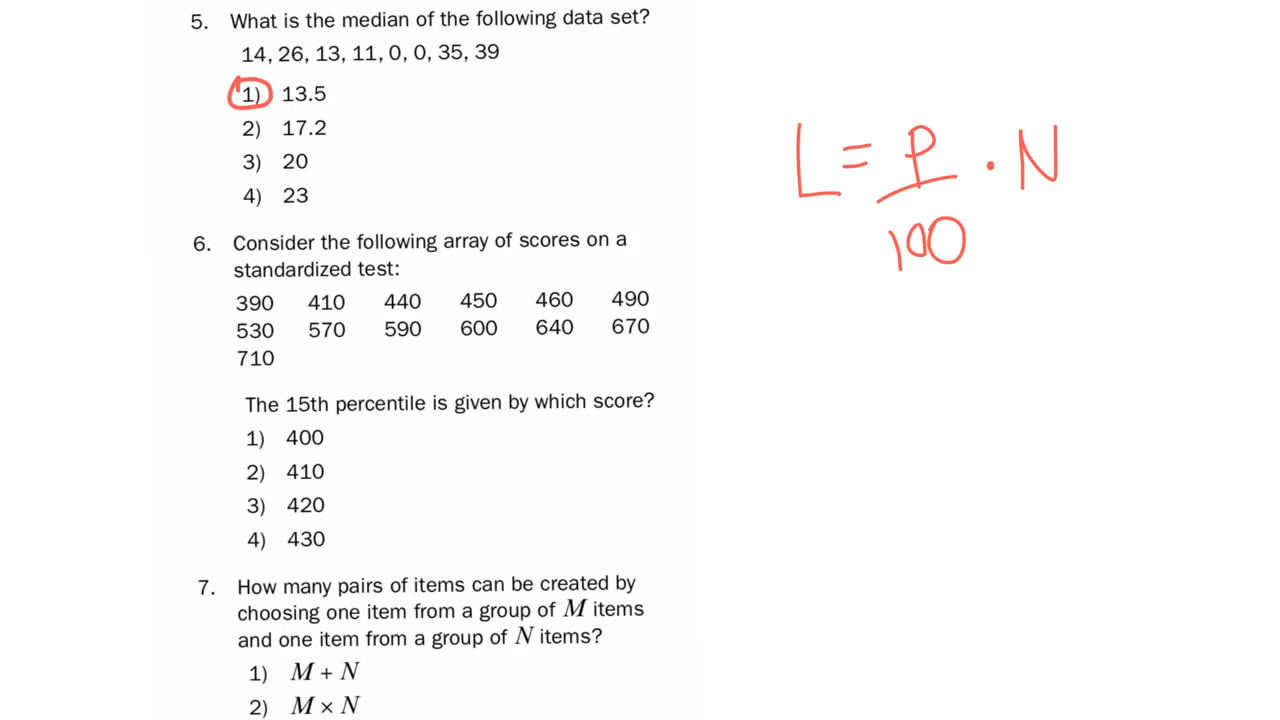 5. What is the median of the following data set?
14, 26, 13, 11, 0, 0, 35, 39
1) 13.5
2) 17.2
3) 20
4) 23
6. Consider the following array of scores on a
standardized test:
390 410 440 450 460 490
530 570 590 600 640 670
710
The 15th percentile is given by which score?
1) 400
2) 410
3) 420
4) 430
7. How many pairs of items can be created by
choosing one item from a group of M items
and one item from a group of N items?
1) M + N
2) M × N
L = P · N
100